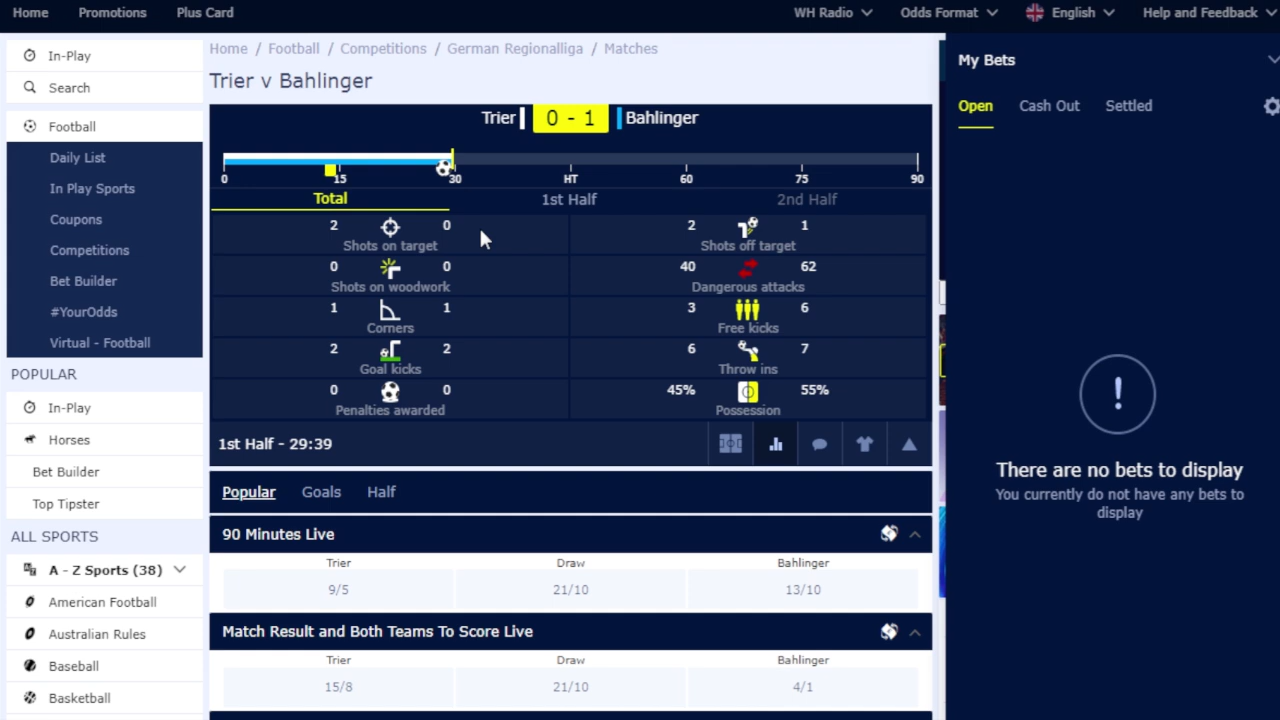 Home Promotions Plus Card WH Radio Odds Format English Help and Feedback
In-Play
Search
Football
Daily List
In Play Sports
Coupons
Competitions
Bet Builder
#YourOdds
Virtual - Football
POPULAR
In-Play
Horses
Bet Builder
Top Tipster
ALL SPORTS
A - Z Sports (38)
American Football
Australian Rules
Baseball
Basketball
Home / Football / Competitions / German Regionalliga / Matches
Trier v Bahlinger
Trier 0 - 1 Bahlinger
0 15 30 HT 60 75 90
Total 1st Half 2nd Half
2 0 2 1
Shots on target Shots off target
0 0 40 62
Shots on woodwork Dangerous attacks
1 1 3 6
Corners Free kicks
2 2 6 7
Goal kicks Throw ins
0 0 45% 55%
Penalties awarded Possession
1st Half - 29:39
Popular Goals Half
90 Minutes Live
Trier Draw Bahlinger
9/5 21/10 13/10
Match Result and Both Teams To Score Live
Trier Draw Bahlinger
15/8 21/10 4/1
My Bets
Open Cash Out Settled
There are no bets to display
You currently do not have any bets to
display